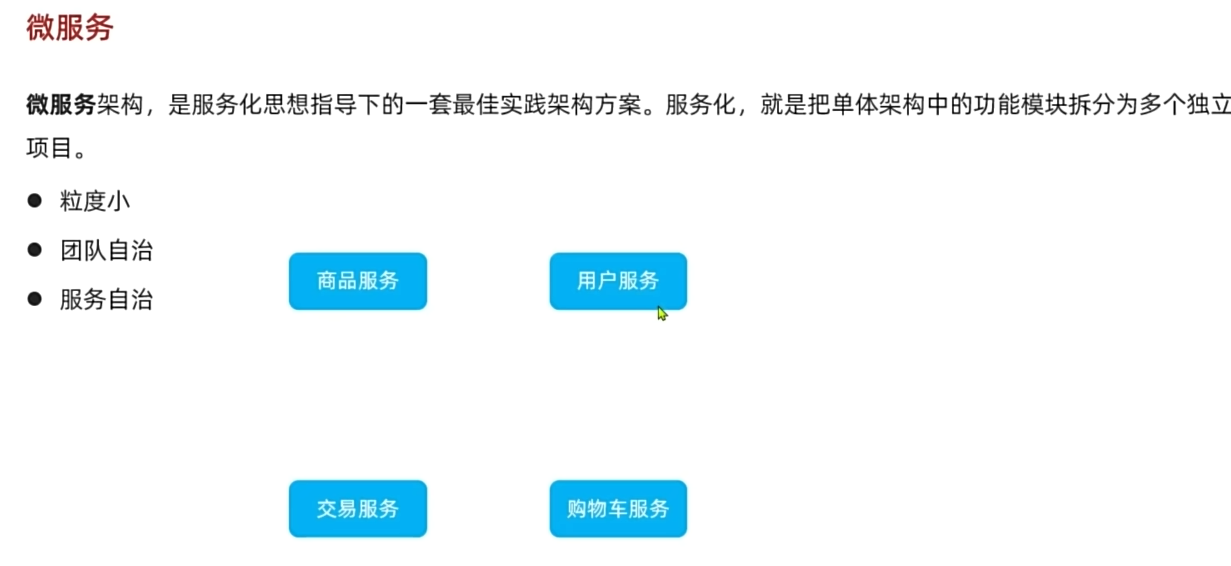 微服务
微服务架构，是服务化思想指导下的一套最佳实践架构方案。服务化，就是把单体架构中的功能模块拆分为多个独立
项目。
● 粒度小
● 团队自治
● 服务自治
商品服务
用户服务
交易服务
购物车服务